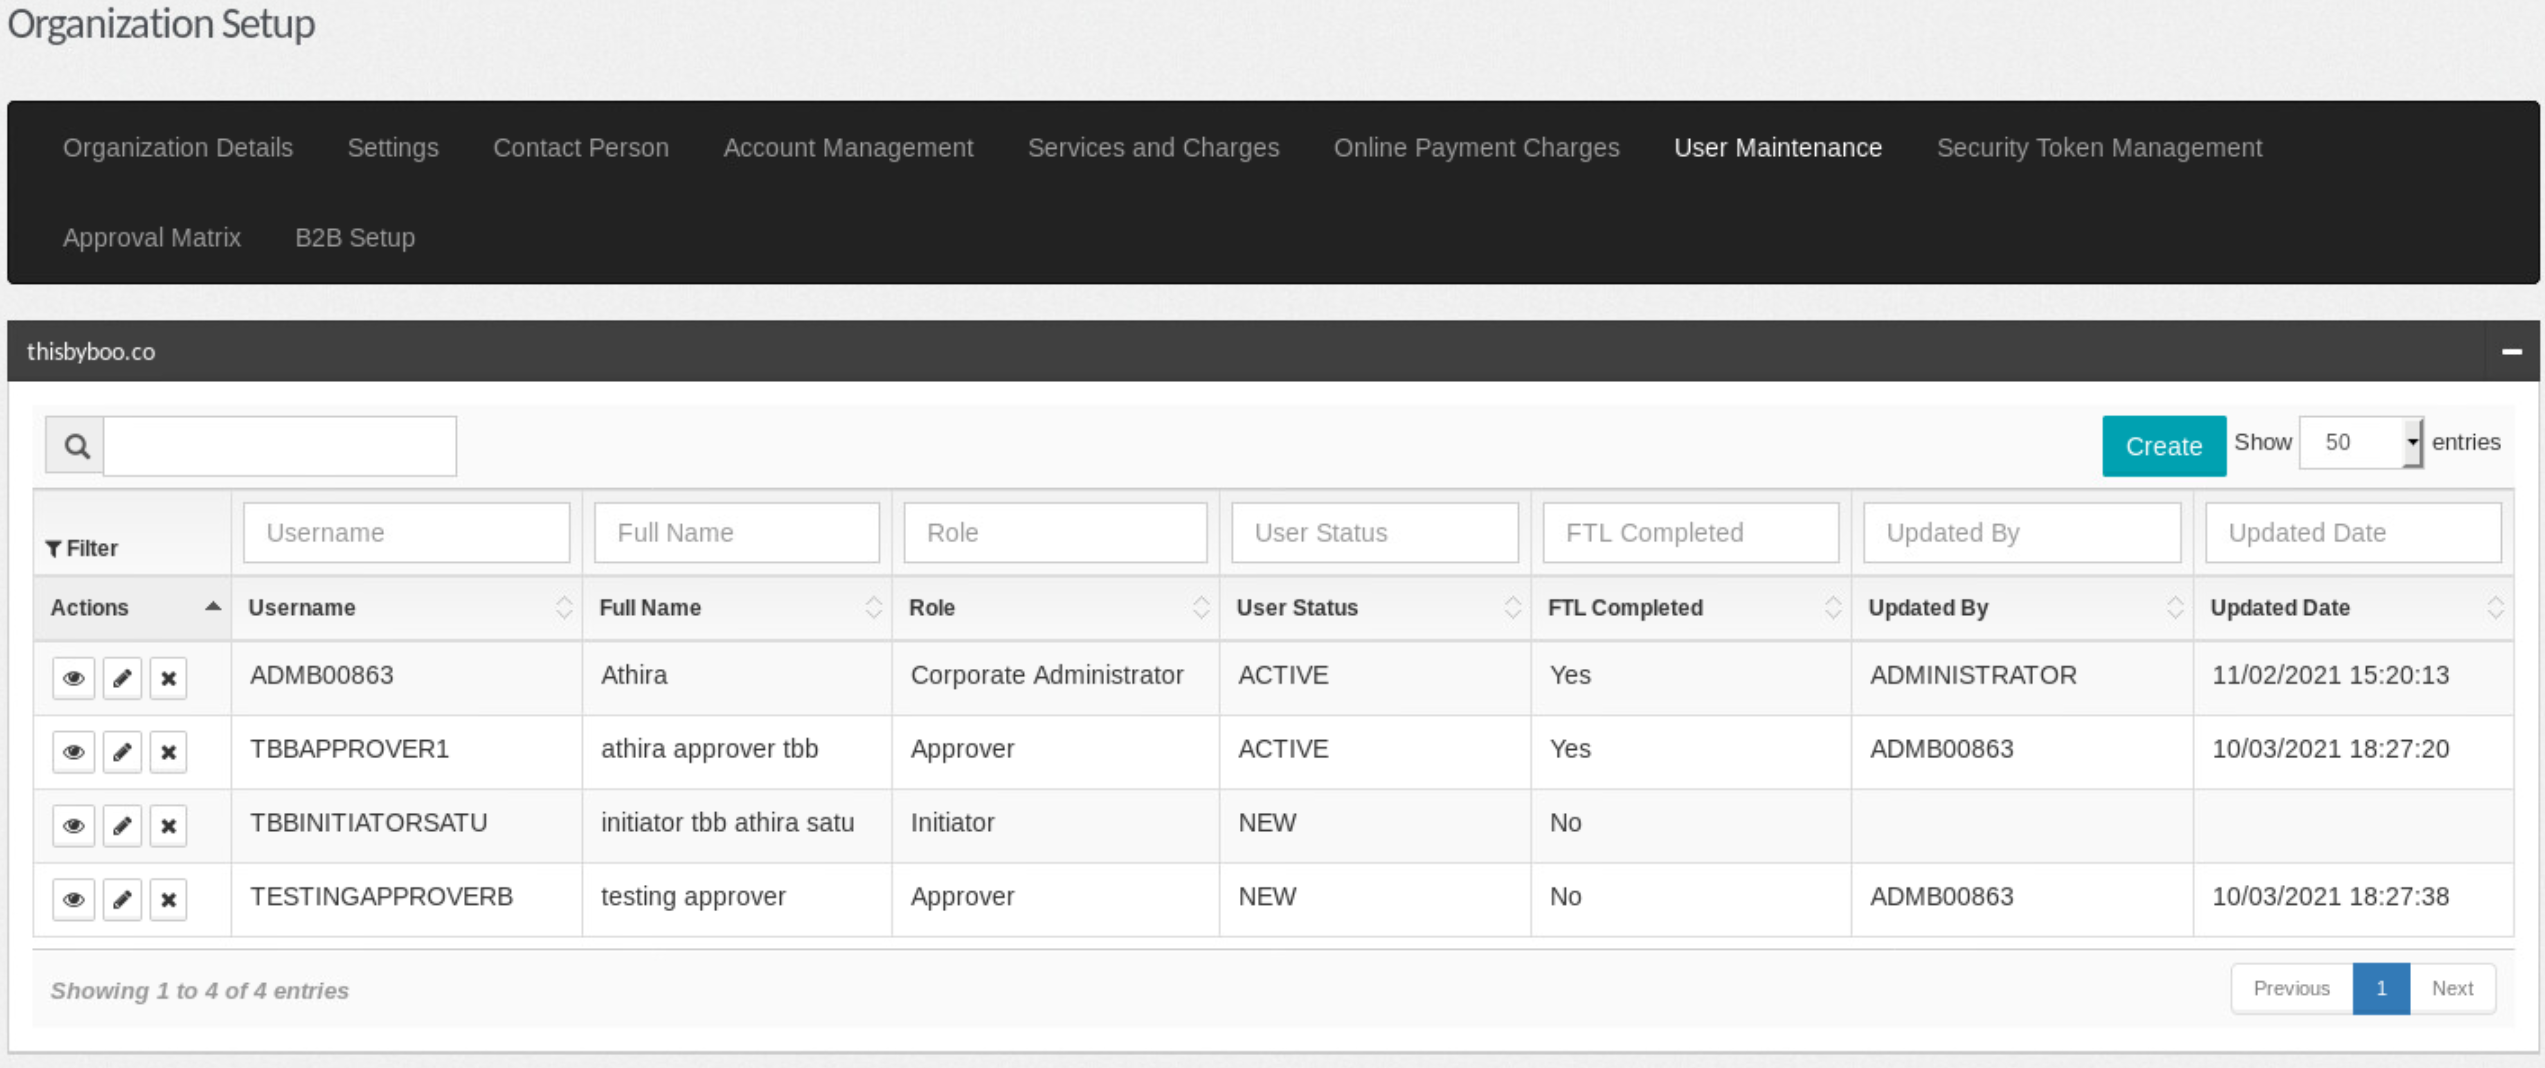 Organization Setup
Organization Details Settings Contact Person Account Management Services and Charges Online Payment Charges User Maintenance Security Token Management
Approval Matrix B2B Setup
thisbyboo.co
Create Show 50 entries
Filter Username Full Name Role User Status FTL Completed Updated By Updated Date
Actions Username Full Name Role User Status FTL Completed Updated By Updated Date
ADMB00863 Athira Corporate Administrator ACTIVE Yes ADMINISTRATOR 11/02/2021 15:20:13
TBBAPPROVER1 athira approver tbb Approver ACTIVE Yes ADMB00863 10/03/2021 18:27:20
TBBINITIATORSATU initiator tbb athira satu Initiator NEW No
TESTINGAPPROVERB testing approver Approver NEW No ADMB00863 10/03/2021 18:27:38
Showing 1 to 4 of 4 entries Previous 1 Next